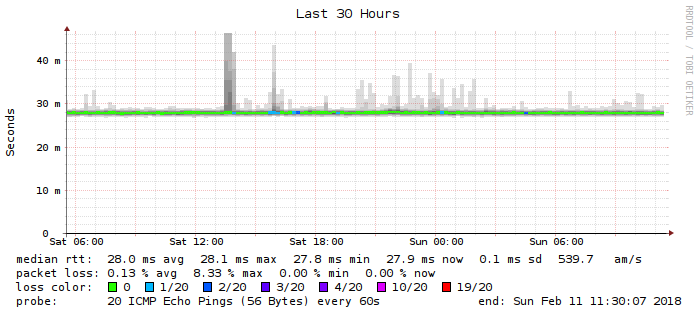 Last 30 Hours
RRDTOOL / TOBI OETIKER
Seconds
40 m
30 m
20 m
10 m
0
Sat 06:00 Sat 12:00 Sat 18:00 Sun 00:00 Sun 06:00
median rtt: 28.0 ms avg 28.1 ms max 27.8 ms min 27.9 ms now 0.1 ms sd 539.7 am/s
packet loss: 0.13 % avg 8.33 % max 0.00 % min 0.00 % now
loss color: 0 1/20 2/20 3/20 4/20 10/20 19/20
probe: 20 ICMP Echo Pings (56 Bytes) every 60s end: Sun Feb 11 11:30:07 2018